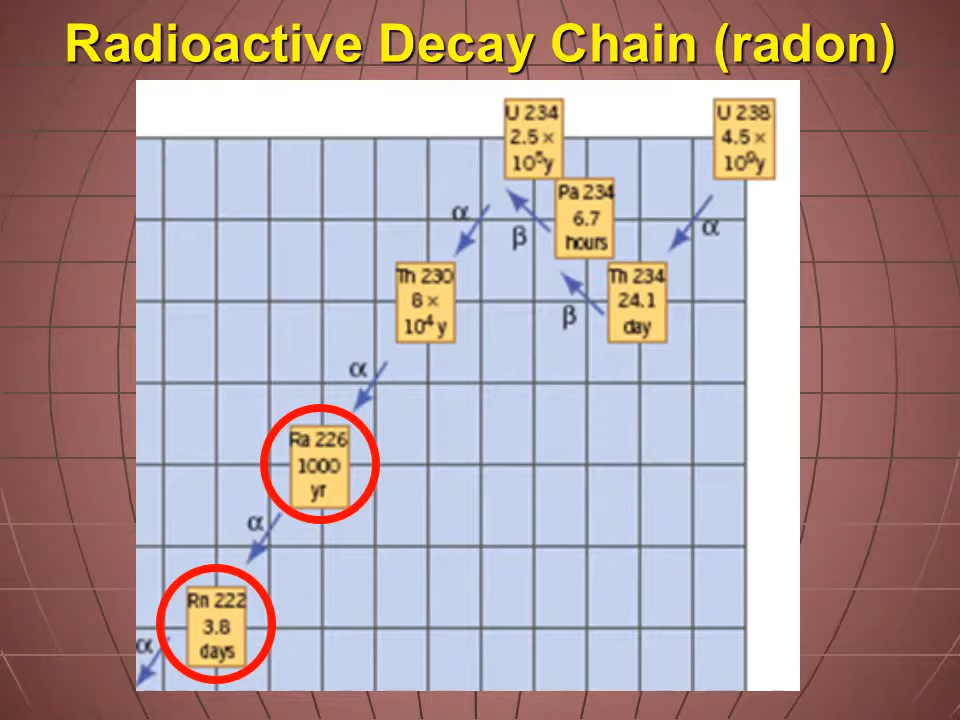 Radioactive Decay Chain (radon)
U 234
2.5 ×
10⁵y
U 238
4.5 ×
10⁹y
Pa 234
6.7
hours
α
β
α
Th 230
8 ×
10⁴ y
Th 234
24.1
day
β
α
Ra 226
1000
yr
α
Rn 222
3.8
days
α